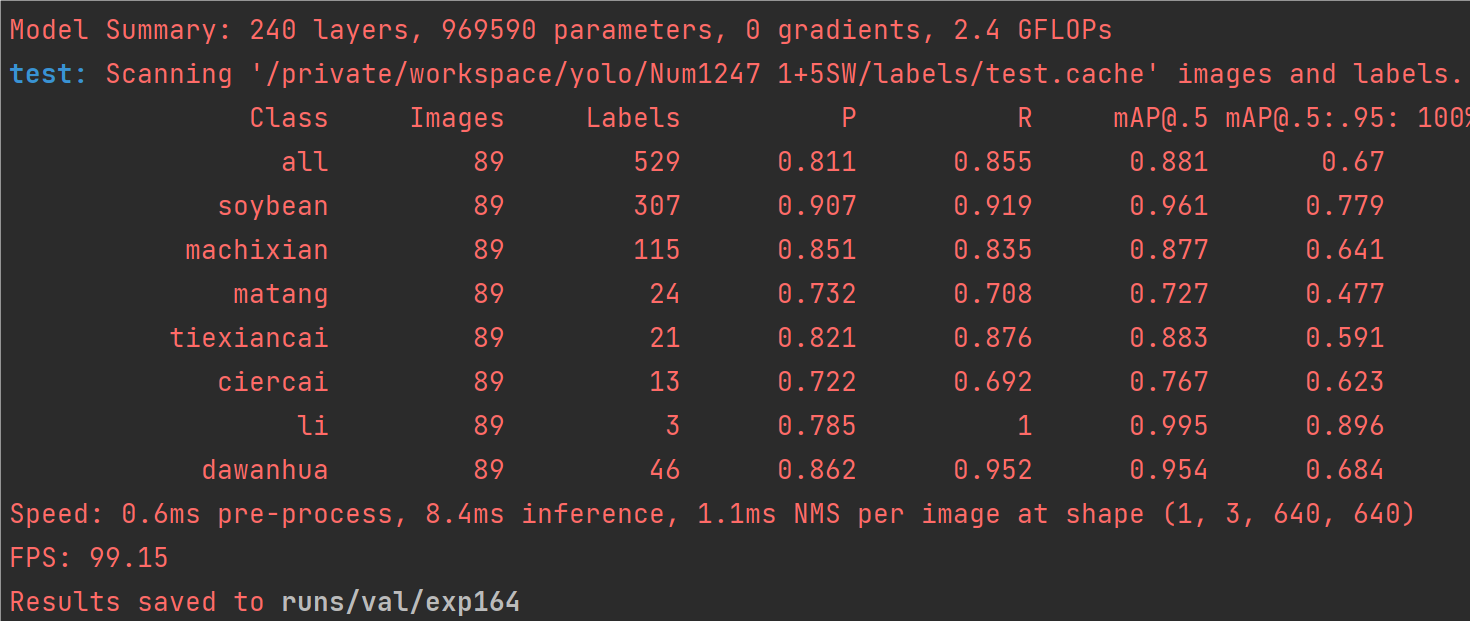 Model Summary: 240 layers, 969590 parameters, 0 gradients, 2.4 GFLOPs
test: Scanning '/private/workspace/yolo/Num1247 1+5SW/labels/test.cache' images and labels.
Class Images Labels P R mAP@.5 mAP@.5:.95: 100%
all 89 529 0.811 0.855 0.881 0.67
soybean 89 307 0.907 0.919 0.961 0.779
machixian 89 115 0.851 0.835 0.877 0.641
matang 89 24 0.732 0.708 0.727 0.477
tiexiancai 89 21 0.821 0.876 0.883 0.591
ciercai 89 13 0.722 0.692 0.767 0.623
li 89 3 0.785 1 0.995 0.896
dawanhua 89 46 0.862 0.952 0.954 0.684
Speed: 0.6ms pre-process, 8.4ms inference, 1.1ms NMS per image at shape (1, 3, 640, 640)
FPS: 99.15
Results saved to runs/val/exp164